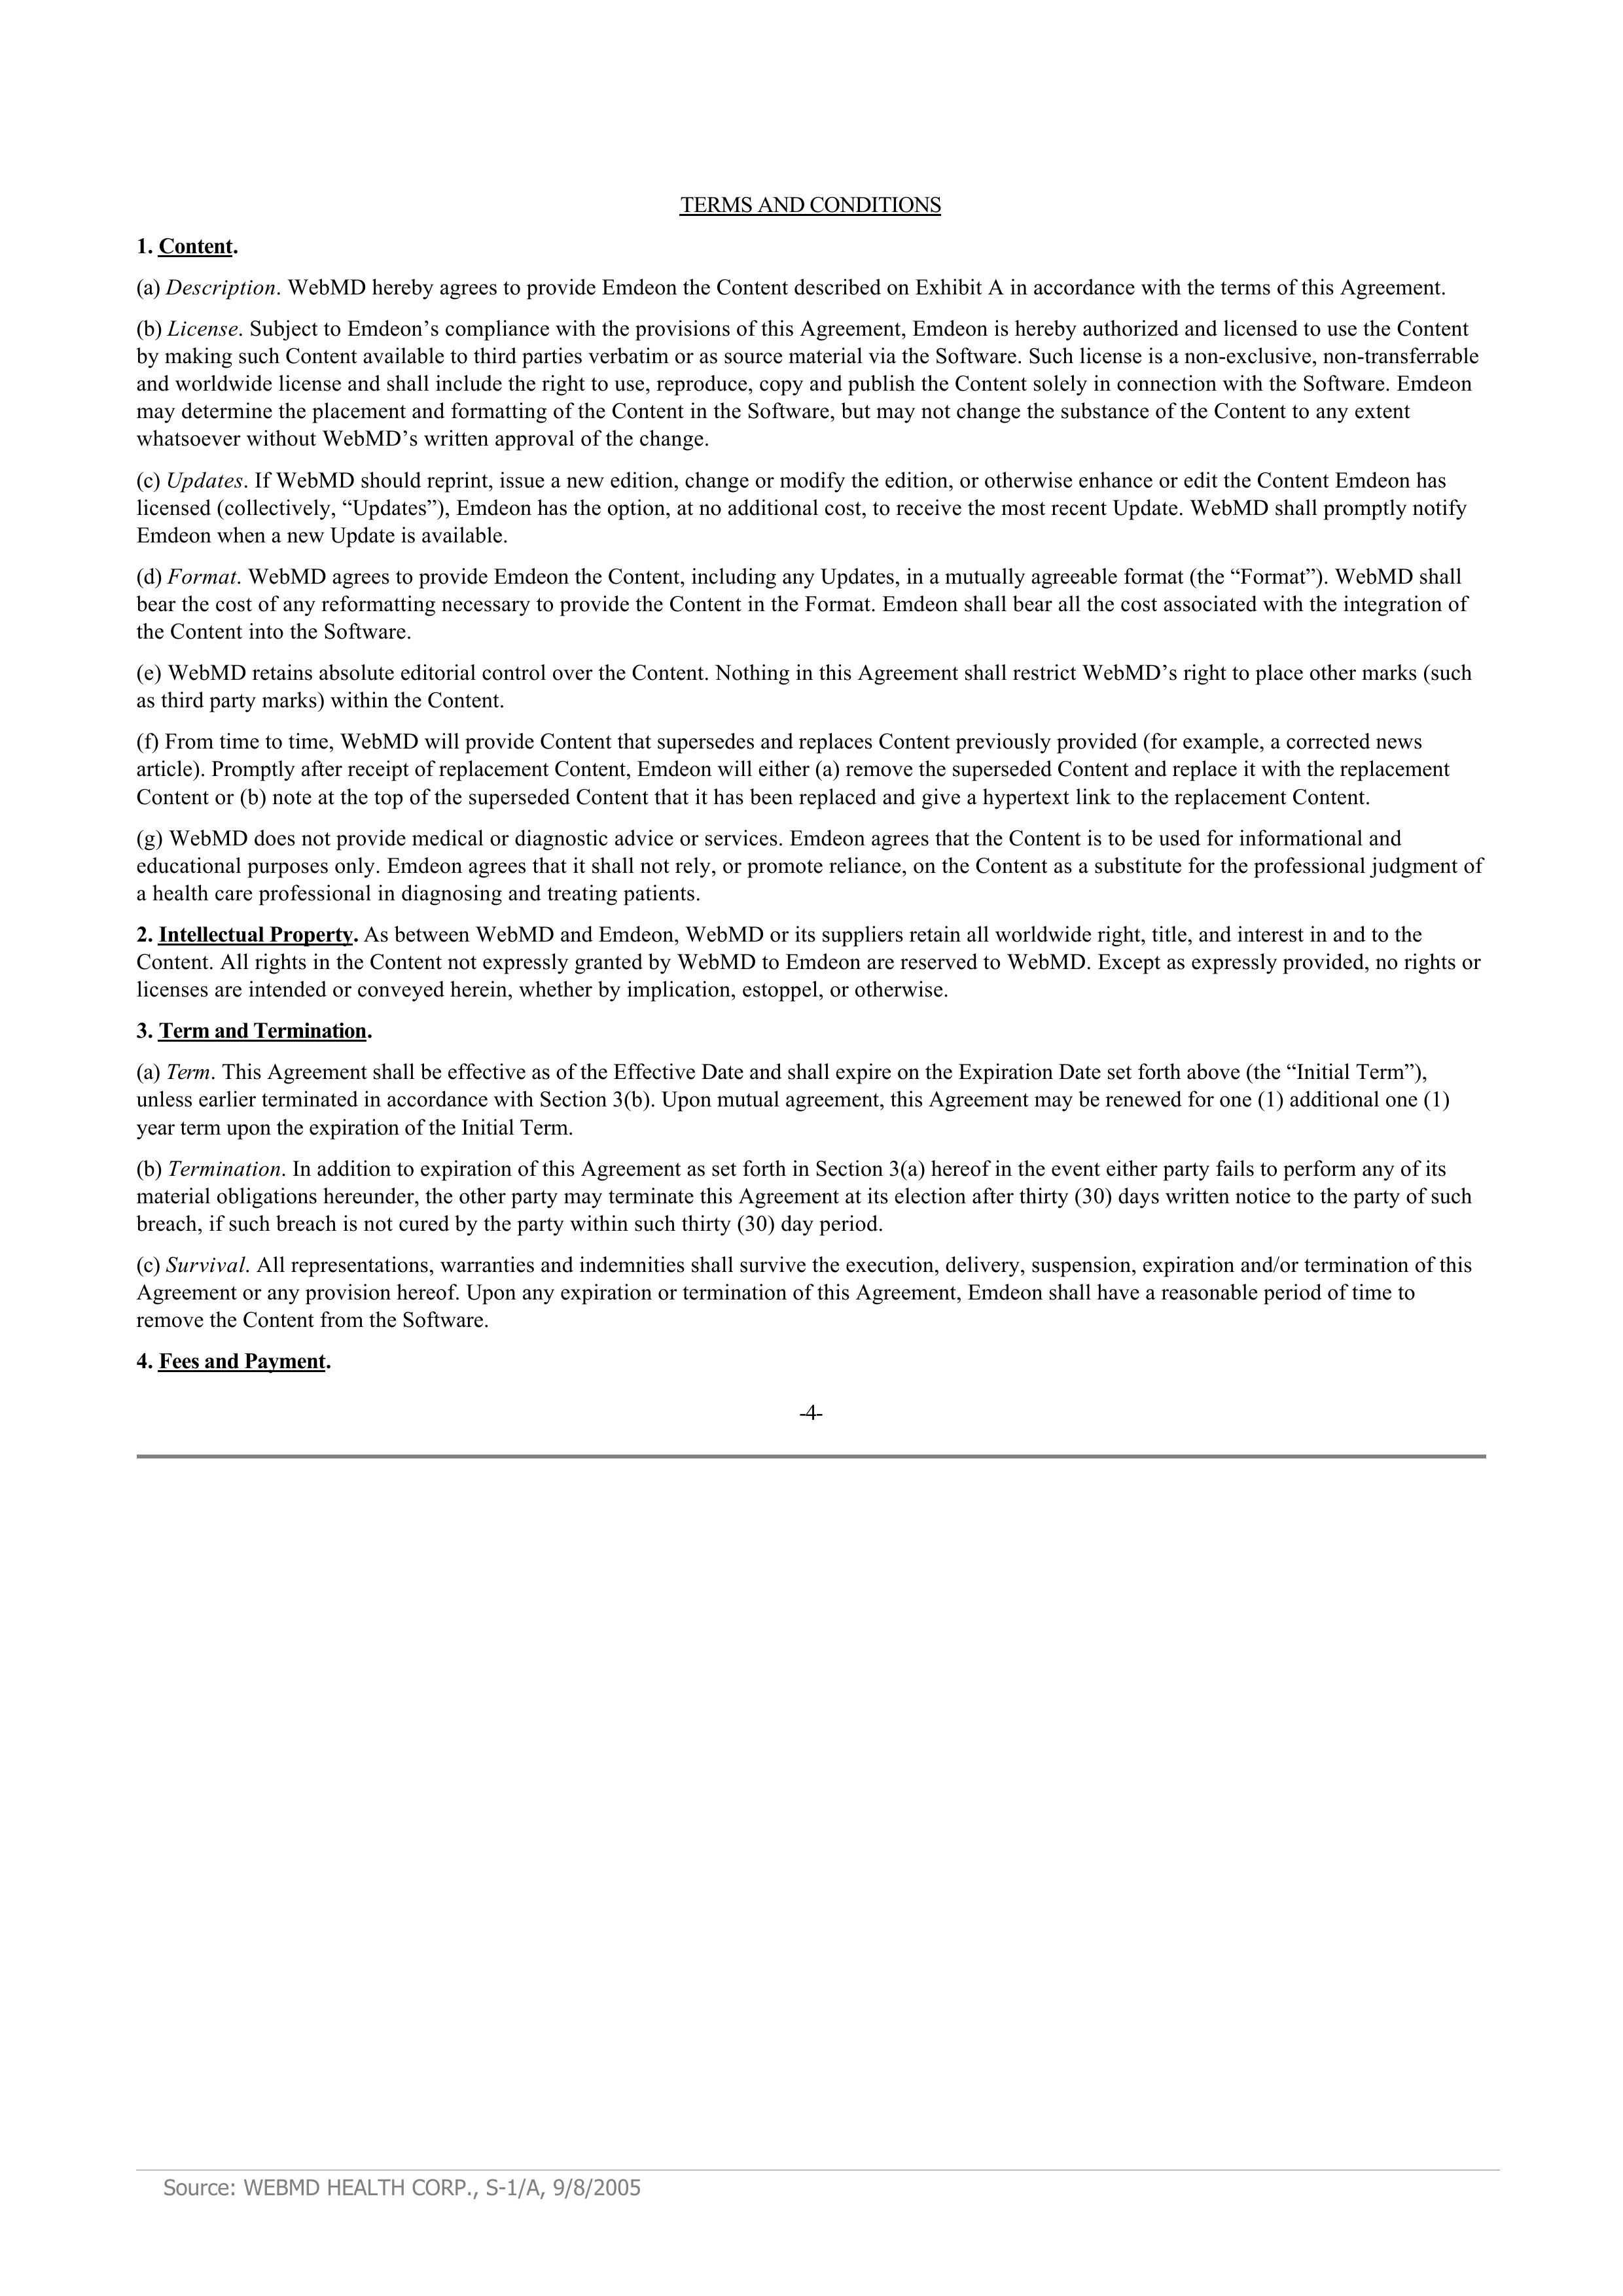 TERMS AND CONDITIONS
1. Content.
(a) Description. WebMD hereby agrees to provide Emdeon the Content described on Exhibit A in accordance with the terms of this Agreement.
(b) License. Subject to Emdeon’s compliance with the provisions of this Agreement, Emdeon is hereby authorized and licensed to use the Content
by making such Content available to third parties verbatim or as source material via the Software. Such license is a non-exclusive, non-transferrable
and worldwide license and shall include the right to use, reproduce, copy and publish the Content solely in connection with the Software. Emdeon
may determine the placement and formatting of the Content in the Software, but may not change the substance of the Content to any extent
whatsoever without WebMD’s written approval of the change.
(c) Updates. If WebMD should reprint, issue a new edition, change or modify the edition, or otherwise enhance or edit the Content Emdeon has
licensed (collectively, “Updates”), Emdeon has the option, at no additional cost, to receive the most recent Update. WebMD shall promptly notify
Emdeon when a new Update is available.
(d) Format. WebMD agrees to provide Emdeon the Content, including any Updates, in a mutually agreeable format (the “Format”). WebMD shall
bear the cost of any reformatting necessary to provide the Content in the Format. Emdeon shall bear all the cost associated with the integration of
the Content into the Software.
(e) WebMD retains absolute editorial control over the Content. Nothing in this Agreement shall restrict WebMD’s right to place other marks (such
as third party marks) within the Content.
(f) From time to time, WebMD will provide Content that supersedes and replaces Content previously provided (for example, a corrected news
article). Promptly after receipt of replacement Content, Emdeon will either (a) remove the superseded Content and replace it with the replacement
Content or (b) note at the top of the superseded Content that it has been replaced and give a hypertext link to the replacement Content.
(g) WebMD does not provide medical or diagnostic advice or services. Emdeon agrees that the Content is to be used for informational and
educational purposes only. Emdeon agrees that it shall not rely, or promote reliance, on the Content as a substitute for the professional judgment of
a health care professional in diagnosing and treating patients.
2. Intellectual Property. As between WebMD and Emdeon, WebMD or its suppliers retain all worldwide right, title, and interest in and to the
Content. All rights in the Content not expressly granted by WebMD to Emdeon are reserved to WebMD. Except as expressly provided, no rights or
licenses are intended or conveyed herein, whether by implication, estoppel, or otherwise.
3. Term and Termination.
(a) Term. This Agreement shall be effective as of the Effective Date and shall expire on the Expiration Date set forth above (the “Initial Term”),
unless earlier terminated in accordance with Section 3(b). Upon mutual agreement, this Agreement may be renewed for one (1) additional one (1)
year term upon the expiration of the Initial Term.
(b) Termination. In addition to expiration of this Agreement as set forth in Section 3(a) hereof in the event either party fails to perform any of its
material obligations hereunder, the other party may terminate this Agreement at its election after thirty (30) days written notice to the party of such
breach, if such breach is not cured by the party within such thirty (30) day period.
(c) Survival. All representations, warranties and indemnities shall survive the execution, delivery, suspension, expiration and/or termination of this
Agreement or any provision hereof. Upon any expiration or termination of this Agreement, Emdeon shall have a reasonable period of time to
remove the Content from the Software.
4. Fees and Payment.
-4-
Source: WEBMD HEALTH CORP., S-1/A, 9/8/2005